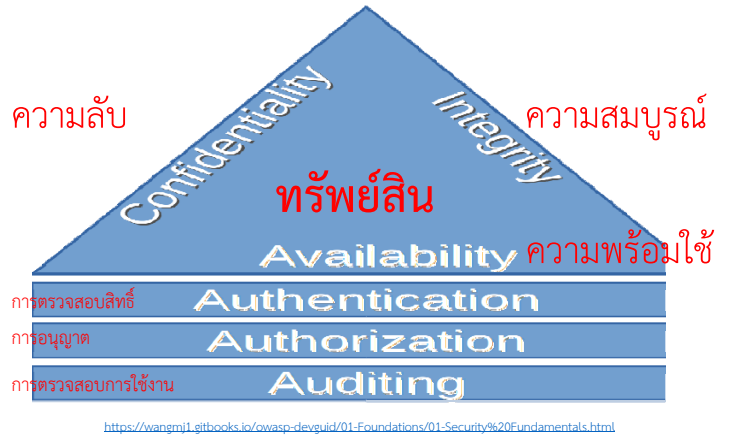 ความลับ
Confidentiality
Integrity
ความสมบูรณ์
ทรัพย์สิน
Availability
ความพร้อมใช้
การตรวจสอบสิทธิ์
Authentication
การอนุญาต
Authorization
การตรวจสอบการใช้งาน
Auditing
https://wangmj1.gitbooks.io/owasp-devguid/01-Foundations/01-Security%20Fundamentals.html